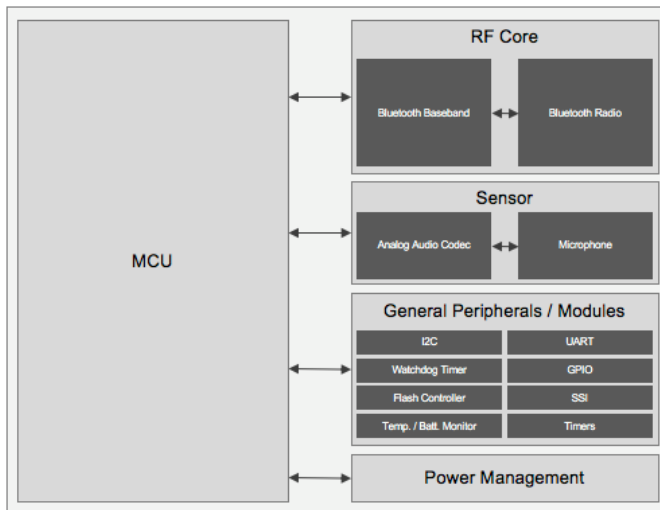 MCU
RF Core
Bluetooth Baseband
Bluetooth Radio
Sensor
Analog Audio Codec
Microphone
General Peripherals / Modules
I2C
UART
Watchdog Timer
GPIO
Flash Controller
SSI
Temp. / Batt. Monitor
Timers
Power Management